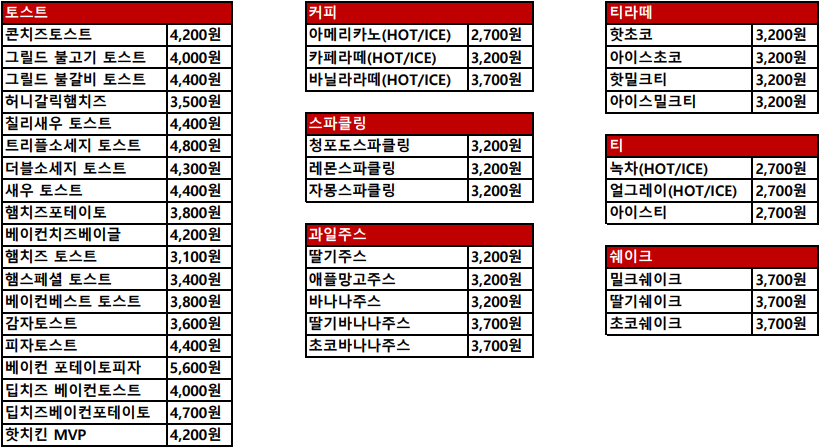 토스트
콘치즈토스트 4,200원
그릴드 불고기 토스트 4,000원
그릴드 불갈비 토스트 4,400원
허니갈릭햄치즈 3,500원
칠리새우 토스트 4,400원
트리플소세지 토스트 4,800원
더블소세지 토스트 4,300원
새우 토스트 4,400원
햄치즈포테이토 3,800원
베이컨치즈베이글 4,200원
햄치즈 토스트 3,100원
햄스페셜 토스트 3,400원
베이컨베스트 토스트 3,800원
감자토스트 3,600원
피자토스트 4,400원
베이컨 포테이토피자 5,600원
딥치즈 베이컨토스트 4,000원
딥치즈베이컨포테이토 4,700원
핫치킨 MVP 4,200원
커피
아메리카노(HOT/ICE) 2,700원
카페라떼(HOT/ICE) 3,200원
바닐라라떼(HOT/ICE) 3,700원
스파클링
청포도스파클링 3,200원
레몬스파클링 3,200원
자몽스파클링 3,200원
과일주스
딸기주스 3,200원
애플망고주스 3,200원
바나나주스 3,200원
딸기바나나주스 3,700원
초코바나나주스 3,700원
티라떼
핫초코 3,200원
아이스초코 3,200원
핫밀크티 3,200원
아이스밀크티 3,200원
티
녹차(HOT/ICE) 2,700원
얼그레이(HOT/ICE) 2,700원
아이스티 2,700원
쉐이크
밀크쉐이크 3,700원
딸기쉐이크 3,700원
초코쉐이크 3,700원